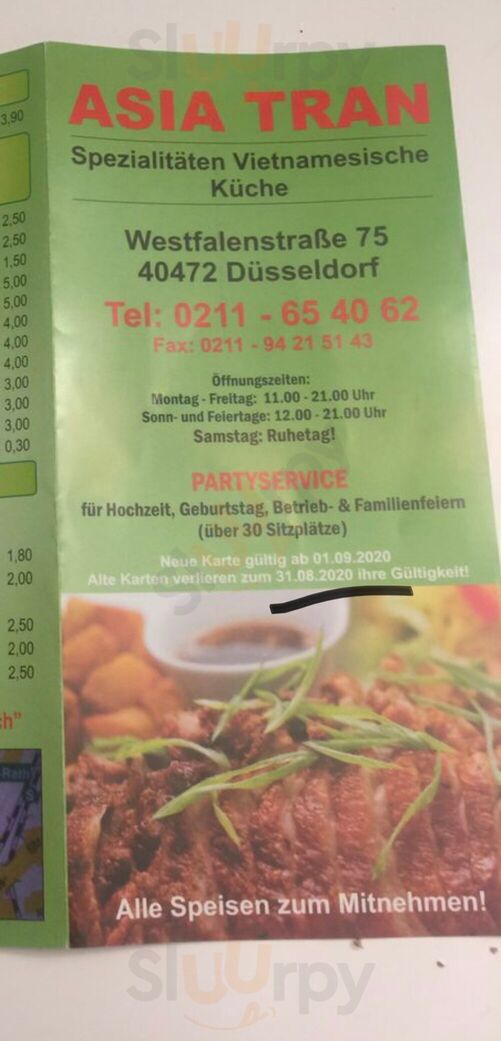 Sluurpy
ASIA TRAN
Spezialitäten Vietnamesische
Küche
Westfalenstraße 75
40472 Düsseldorf
Tel: 0211 - 65 40 62
Fax: 0211 - 94 21 51 43
Öffnungszeiten:
Montag - Freitag: 11.00 - 21.00 Uhr
Sonn- und Feiertage: 12.00 - 21.00 Uhr
Samstag: Ruhetag!
PARTYSERVICE
für Hochzeit, Geburtstag, Betrieb- & Familienfeiern
(über 30 Sitzplätze)
Neue Karte gültig ab 01.09.2020
Alte Karten verlieren zum 31.08.2020 ihre Gültigkeit!
Alle Speisen zum Mitnehmen!
Sluurpy
3,90
2,50
2,50
1,50
5,00
5,00
4,00
4,00
4,00
3,00
3,00
3,00
0,30
1,80
2,00
2,50
2,00
2,50
ch"
Rath